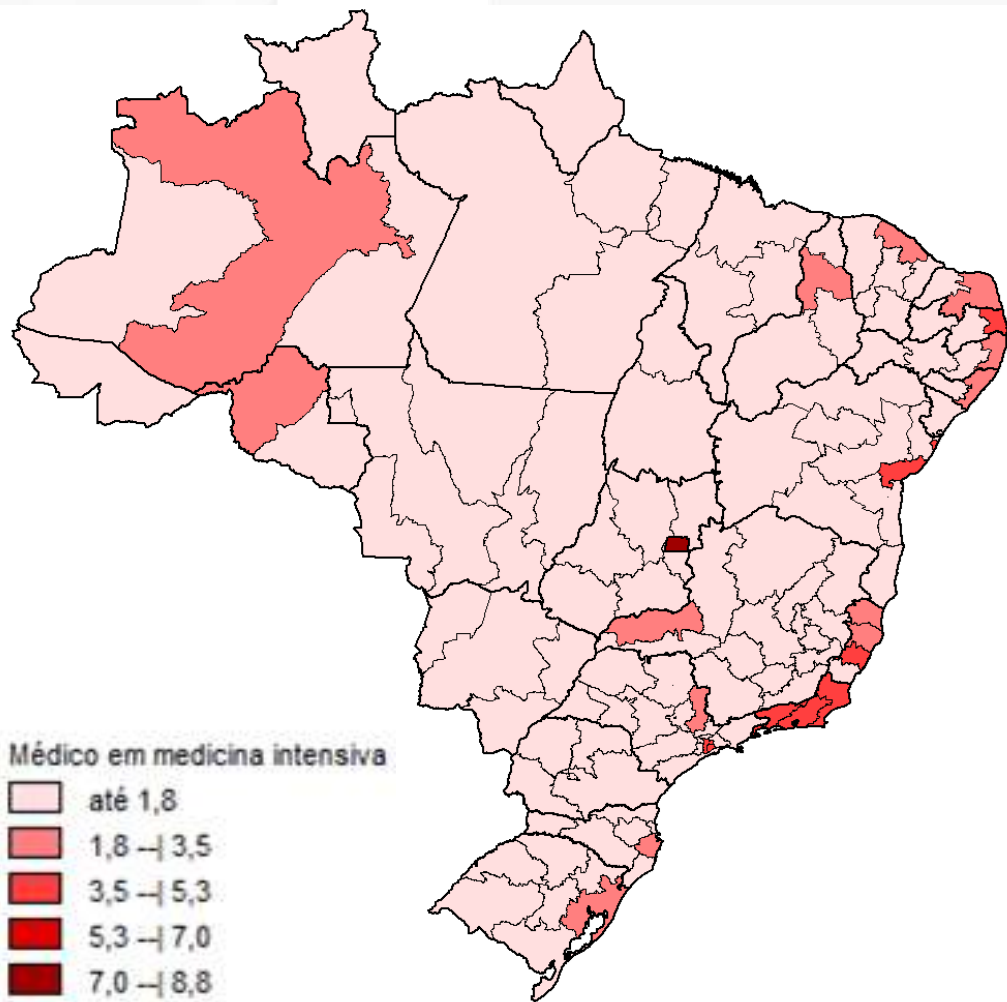 Médico em medicina intensiva
até 1,8
1,8 --| 3,5
3,5 --| 5,3
5,3 --| 7,0
7,0 --| 8,8